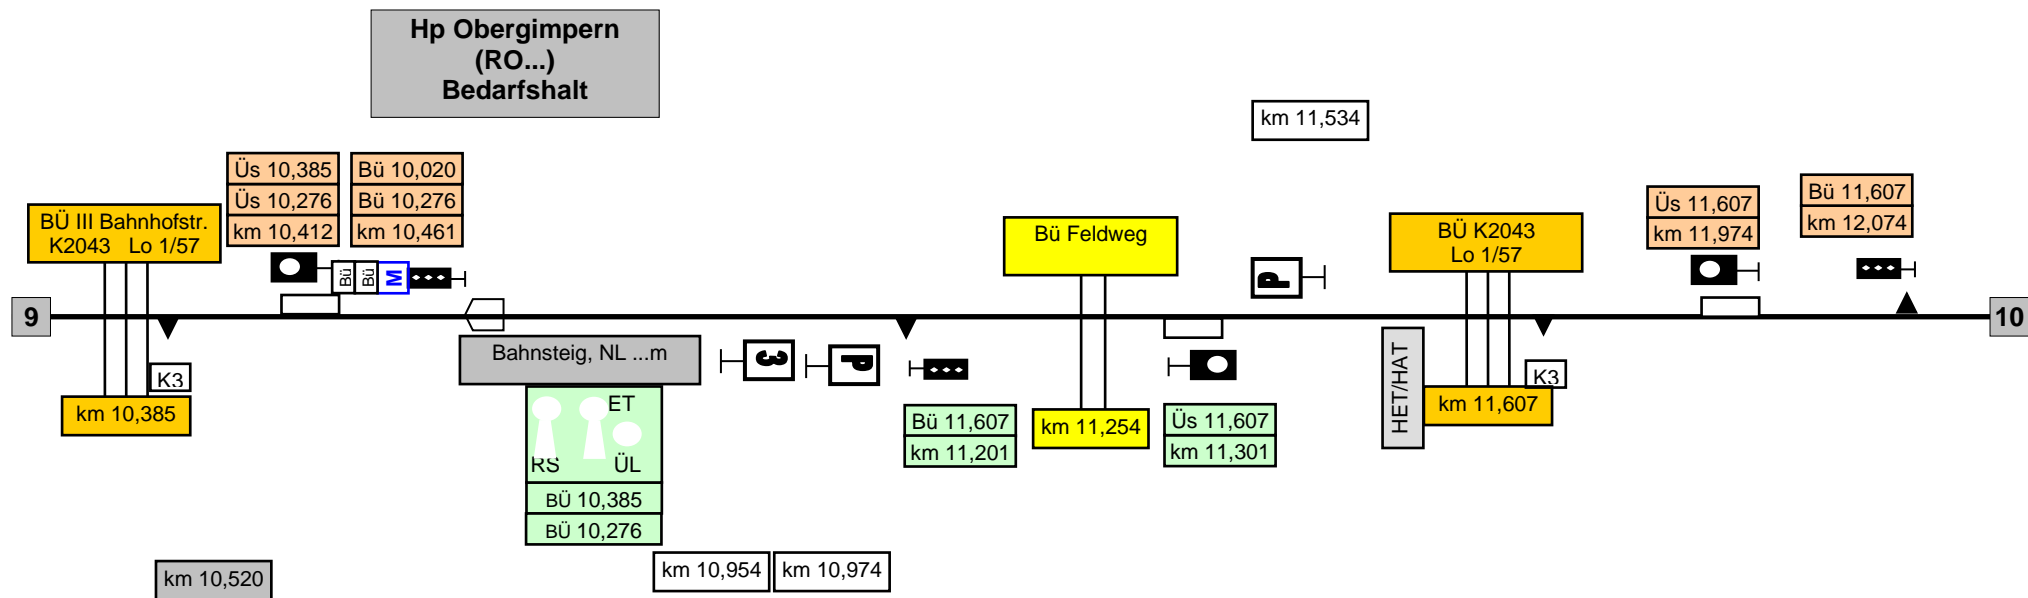 Hp Obergimpern
(RO...)
Bedarfshalt
km 11,534
Üs 10,385
Üs 10,276
km 10,412
Bü 10,020
Bü 10,276
km 10,461
BÜ III Bahnhofstr.
K2043 Lo 1/57
Bü Feldweg
BÜ K2043
Lo 1/57
Üs 11,607
km 11,974
Bü 11,607
km 12,074
Bü
Bü
M
P
9
10
K3
km 10,385
Bahnsteig, NL ...m
3
P
HET/HAT
K3
km 11,607
ET
RS ÜL
BÜ 10,385
BÜ 10,276
Bü 11,607
km 11,201
km 11,254
Üs 11,607
km 11,301
km 10,520
km 10,954
km 10,974